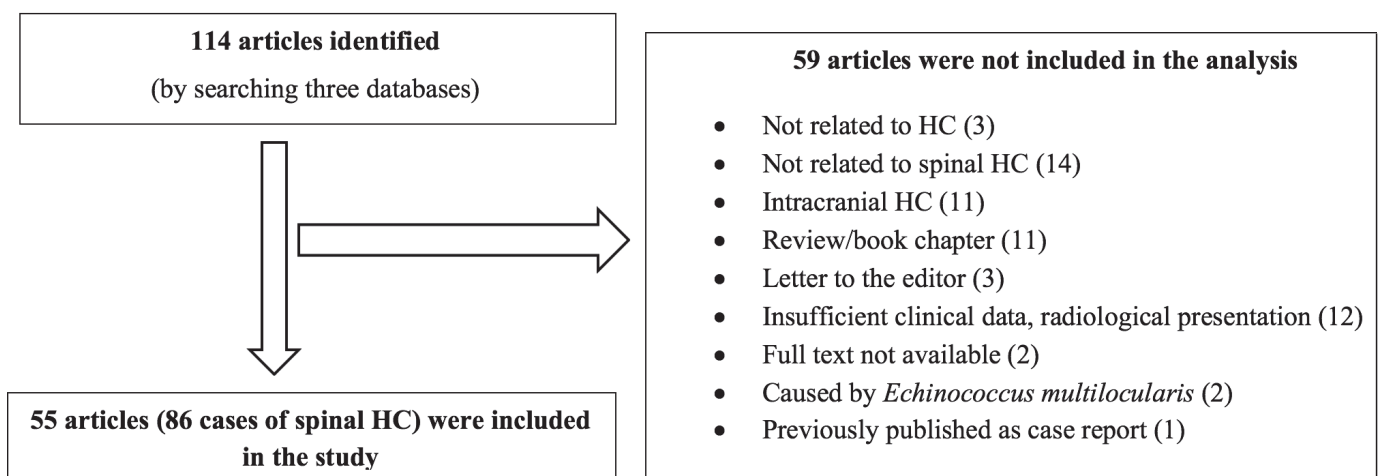 114 articles identified
(by searching three databases)
59 articles were not included in the analysis
• Not related to HC (3)
• Not related to spinal HC (14)
• Intracranial HC (11)
• Review/book chapter (11)
• Letter to the editor (3)
• Insufficient clinical data, radiological presentation (12)
• Full text not available (2)
• Caused by Echinococcus multilocularis (2)
• Previously published as case report (1)
55 articles (86 cases of spinal HC) were included
in the study